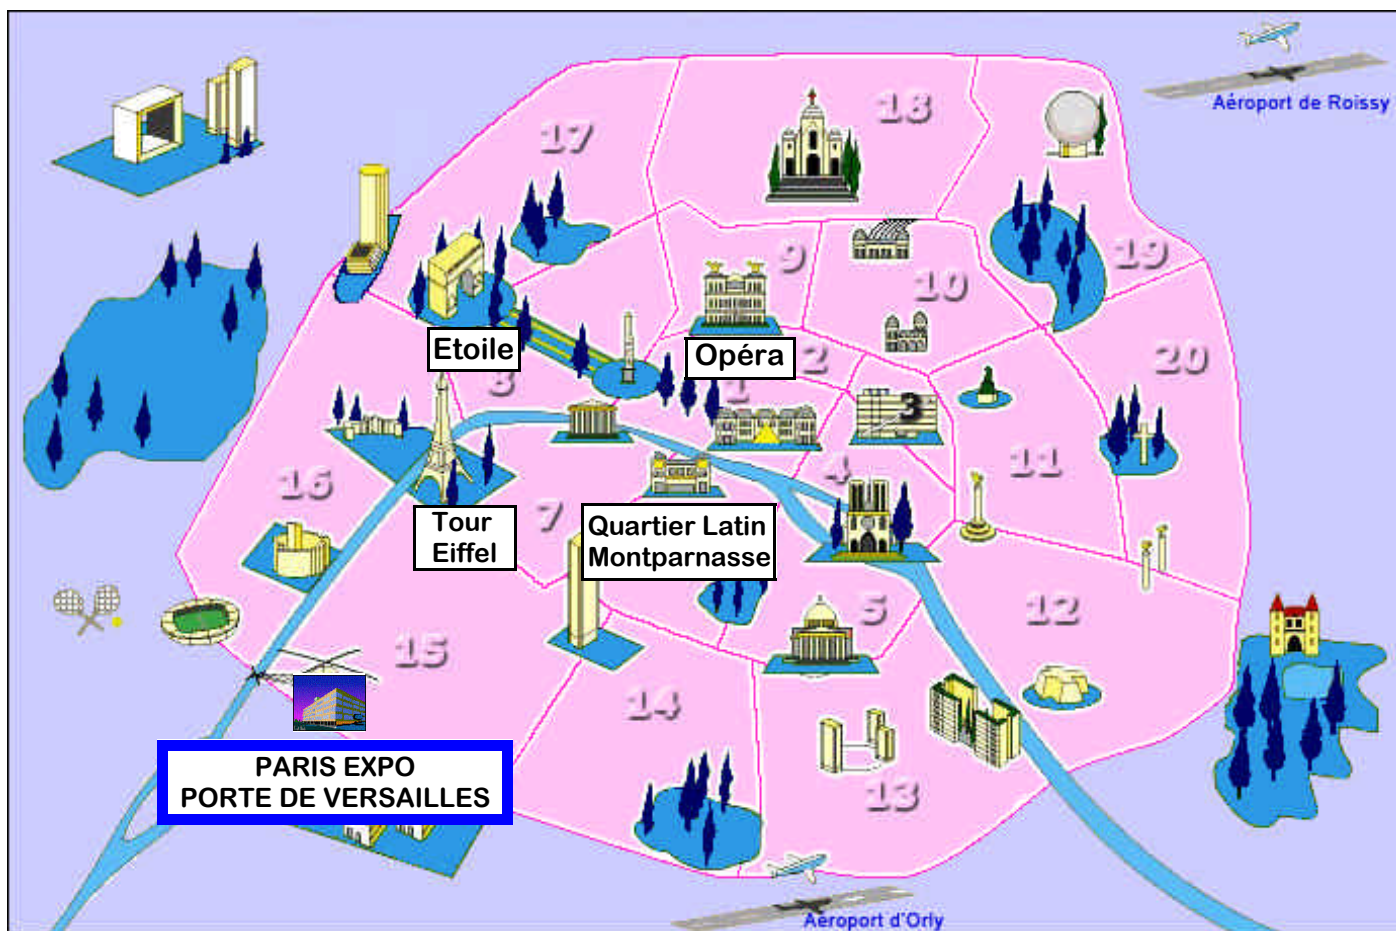 Aéroport de Roissy
18
17
9
19
10
Etoile
Opéra
2
20
8
1
3
11
4
16
7
Tour
Eiffel
Quartier Latin
Montparnasse
5
12
15
14
PARIS EXPO
PORTE DE VERSAILLES
13
Aéroport d'Orly